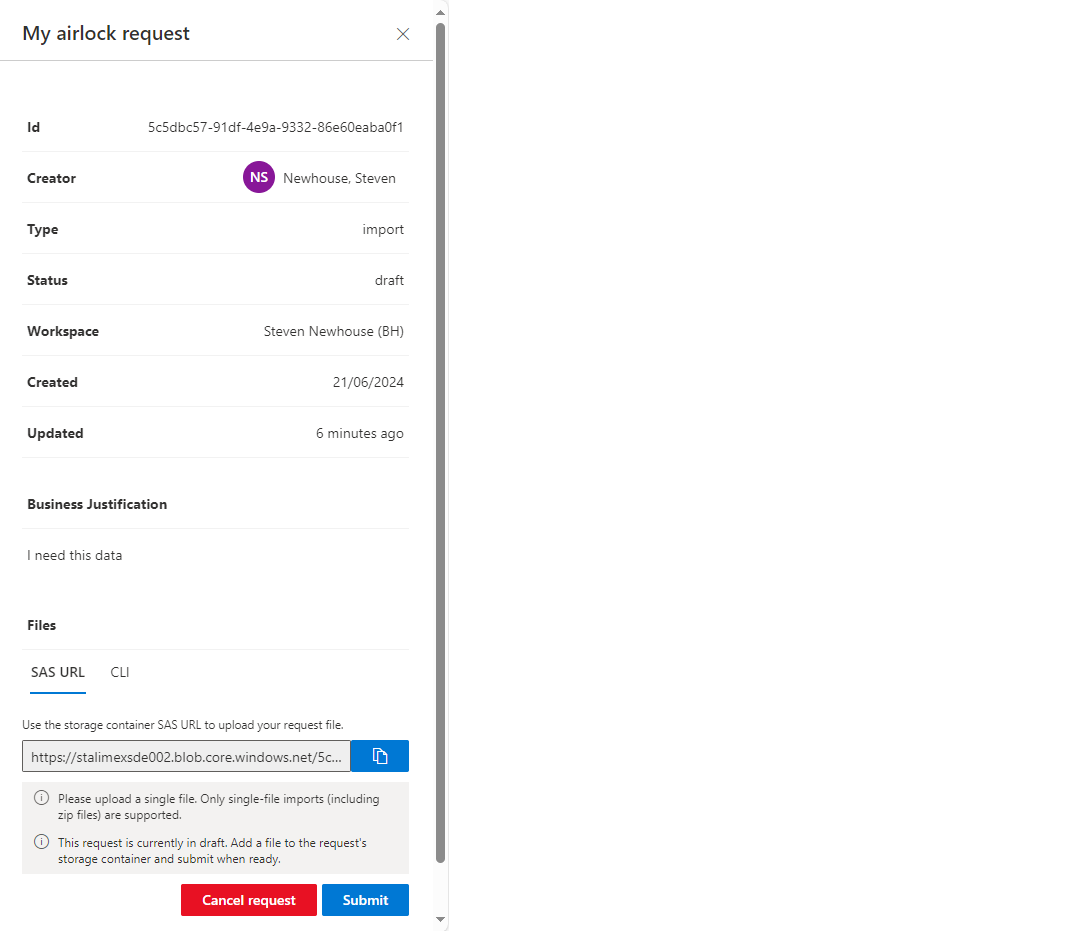 My airlock request
Id 5c5dbc57-91df-4e9a-9332-86e60eaba0f1
Creator NS Newhouse, Steven
Type import
Status draft
Workspace Steven Newhouse (BH)
Created 21/06/2024
Updated 6 minutes ago
Business Justification
I need this data
Files
SAS URL CLI
Use the storage container SAS URL to upload your request file.
https://stalimexsde002.blob.core.windows.net/5c...
Please upload a single file. Only single-file imports (including
zip files) are supported.
This request is currently in draft. Add a file to the request's
storage container and submit when ready.
Cancel request Submit